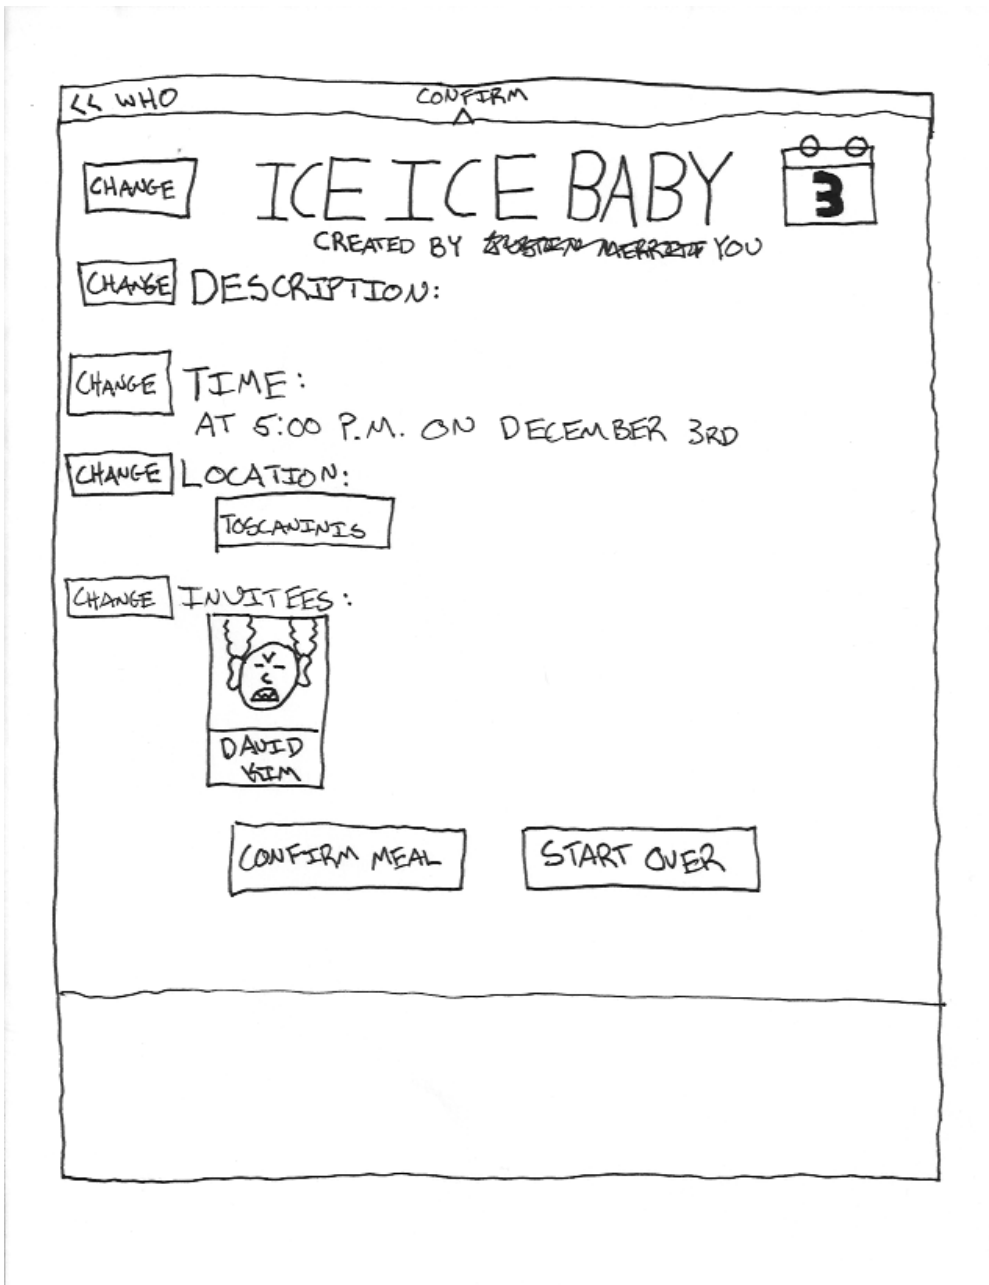 << WHO
CONFIRM
CHANGE
ICE ICE BABY
3
CREATED BY YOU
CHANGE DESCRIPTION:
CHANGE TIME:
AT 5:00 P.M. ON DECEMBER 3RD
CHANGE LOCATION:
TOSCANINIS
CHANGE INVITEES:
DAVID
KIM
CONFIRM MEAL
START OVER